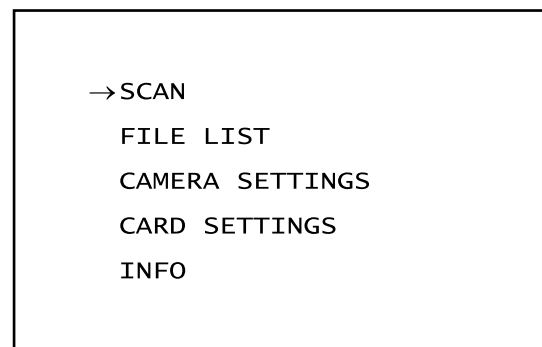 →SCAN
FILE LIST
CAMERA SETTINGS
CARD SETTINGS
INFO